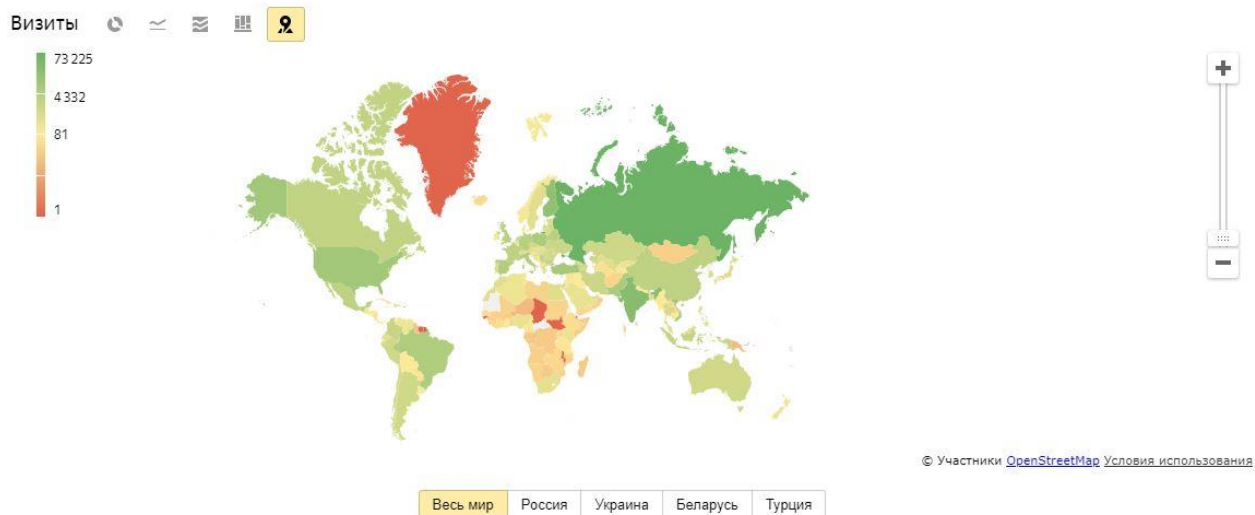 Визиты
73 225
4 332
81
1
© Участники OpenStreetMap Условия использования
Весь мир Россия Украина Беларусь Турция